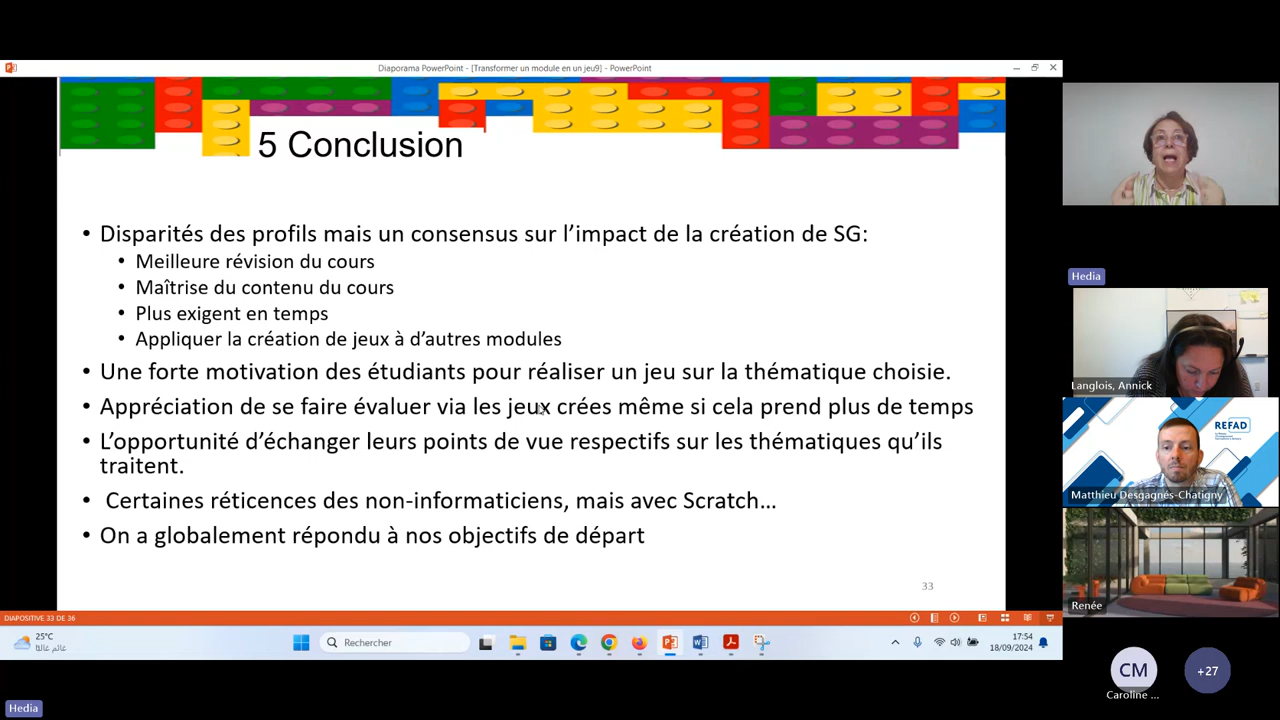 Diaporama PowerPoint - [Transformer un module en un jeu9] - PowerPoint
5 Conclusion
• Disparités des profils mais un consensus sur l’impact de la création de SG:
• Meilleure révision du cours
• Maîtrise du contenu du cours
• Plus exigent en temps
• Appliquer la création de jeux à d’autres modules
• Une forte motivation des étudiants pour réaliser un jeu sur la thématique choisie.
• Appréciation de se faire évaluer via les jeux crées même si cela prend plus de temps
• L’opportunité d’échanger leurs points de vue respectifs sur les thématiques qu’ils
traitent.
• Certaines réticences des non-informaticiens, mais avec Scratch…
• On a globalement répondu à nos objectifs de départ
33
DIAPOSITIVE 33 DE 36
25°C
غائم غالبًا
Rechercher
17:54
18/09/2024
Hedia
Hedia
Langlois, Annick
REFAD
Matthieu Desgagnés-Chatigny
Renée
CM
Caroline ...
+27